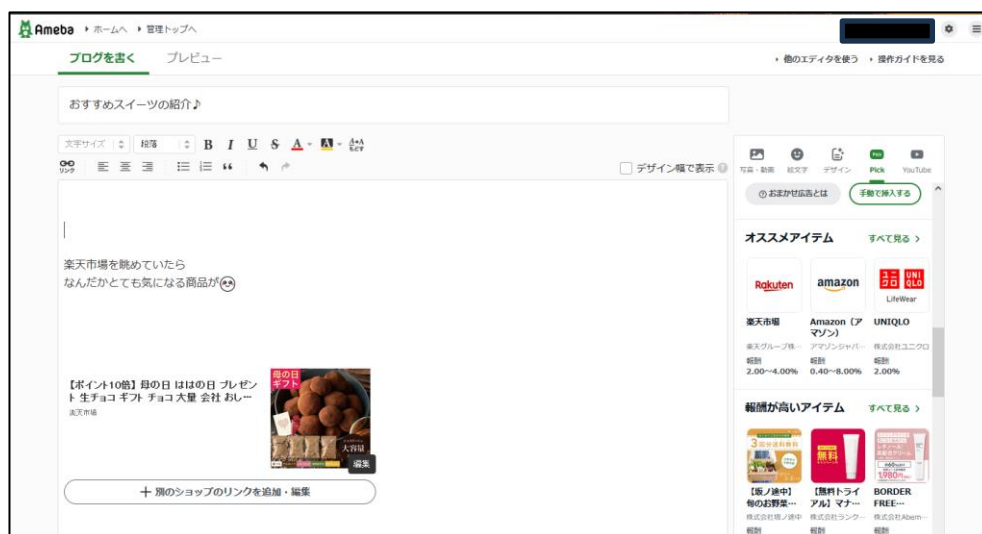 Ameba ▸ ホームへ ▸ 管理トップへ
ブログを書く プレビュー
▸ 他のエディタを使う ▸ 操作ガイドを見る
おすすめスイーツの紹介♪
文字サイズ 段落 B I U S A A
もどす
リンク
デザイン幅で表示
写真・動画 絵文字 デザイン Pick YouTube
おまかせ広告とは 手動で挿入する
楽天市場を眺めていたら
なんだかとても気になる商品が
オススメアイテム すべて見る
Rakuten amazon ユニクロ UNIQLO
LifeWear
楽天市場 Amazon(アマゾン) UNIQLO
楽天グループ株… アマゾンジャパ… 株式会社ユニクロ
報酬 報酬 報酬
2.00~4.00% 0.40~8.00% 2.00%
【ポイント10倍】母の日 ははの日 プレゼン
ト 生チョコ ギフト チョコ 大量 会社 おし…
楽天市場
母の日
ギフト
大容量
編集
+ 別のショップのリンクを追加・編集
報酬が高いアイテム すべて見る
無料
1,980
【坂ノ途中】旬のお野菜… 【無料トライアル】マナ… BORDER FREE…
株式会社坂ノ途中 株式会社ランク… 株式会社Abern…
報酬 報酬 報酬